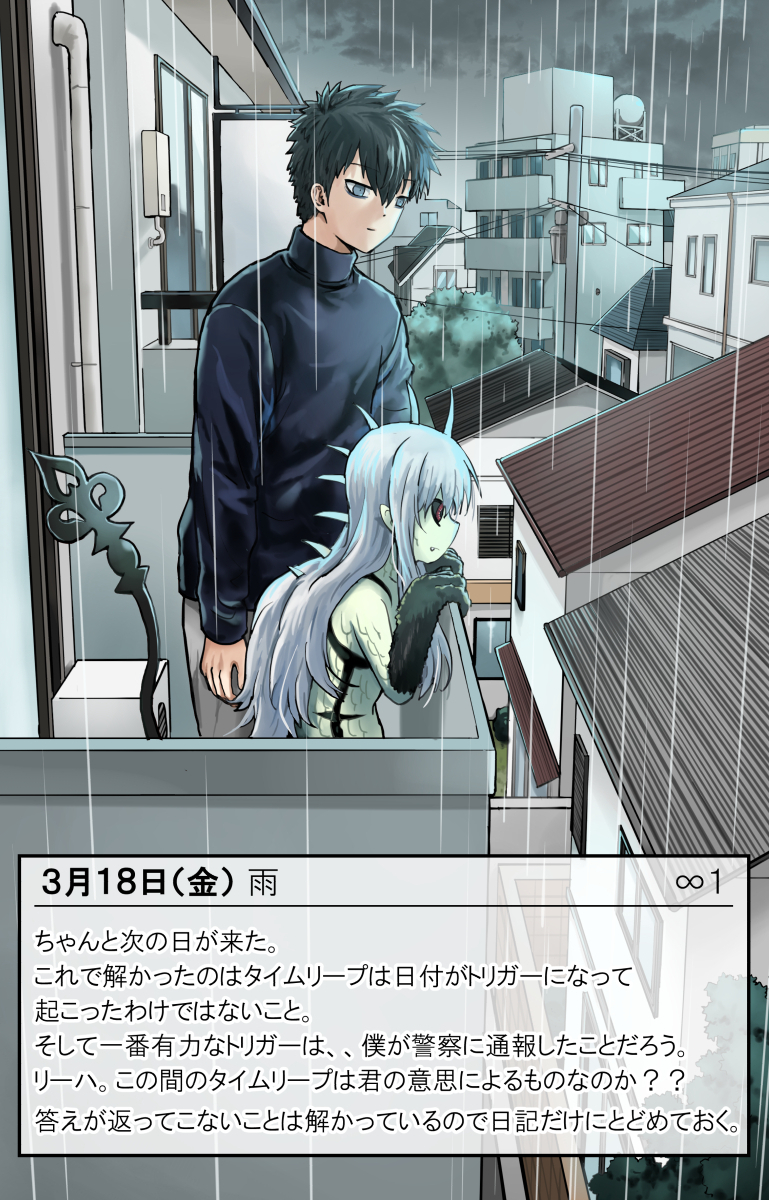 3月18日(金) 雨 ∞1
ちゃんと次の日が来た。
これで解かったのはタイムリープは日付がトリガーになって
起こったわけではないこと。
そして一番有力なトリガーは、、僕が警察に通報したことだろう。
リーハ。この間のタイムリープは君の意思によるものなのか？？
答えが返ってこないことは解かっているので日記だけにとどめておく。